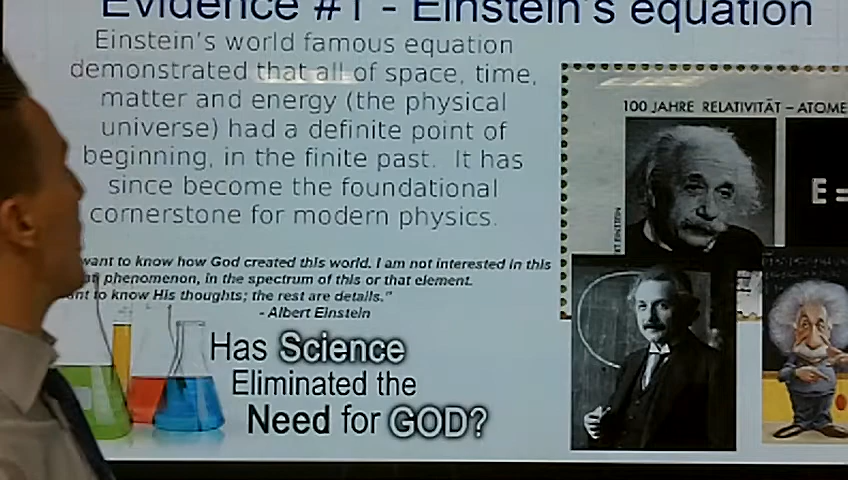 Evidence #1 - Einstein's equation
Einstein's world famous equation
demonstrated that all of space, time,
matter and energy (the physical
universe) had a definite point of
beginning, in the finite past. It has
since become the foundational
cornerstone for modern physics.
want to know how God created this world. I am not interested in this
phenomenon, in the spectrum of this or that element.
to know His thoughts; the rest are details."
- Albert Einstein
Has Science
Eliminated the
Need for GOD?
100 JAHRE RELATIVITÄT – ATOME
EINSTEIN
E =